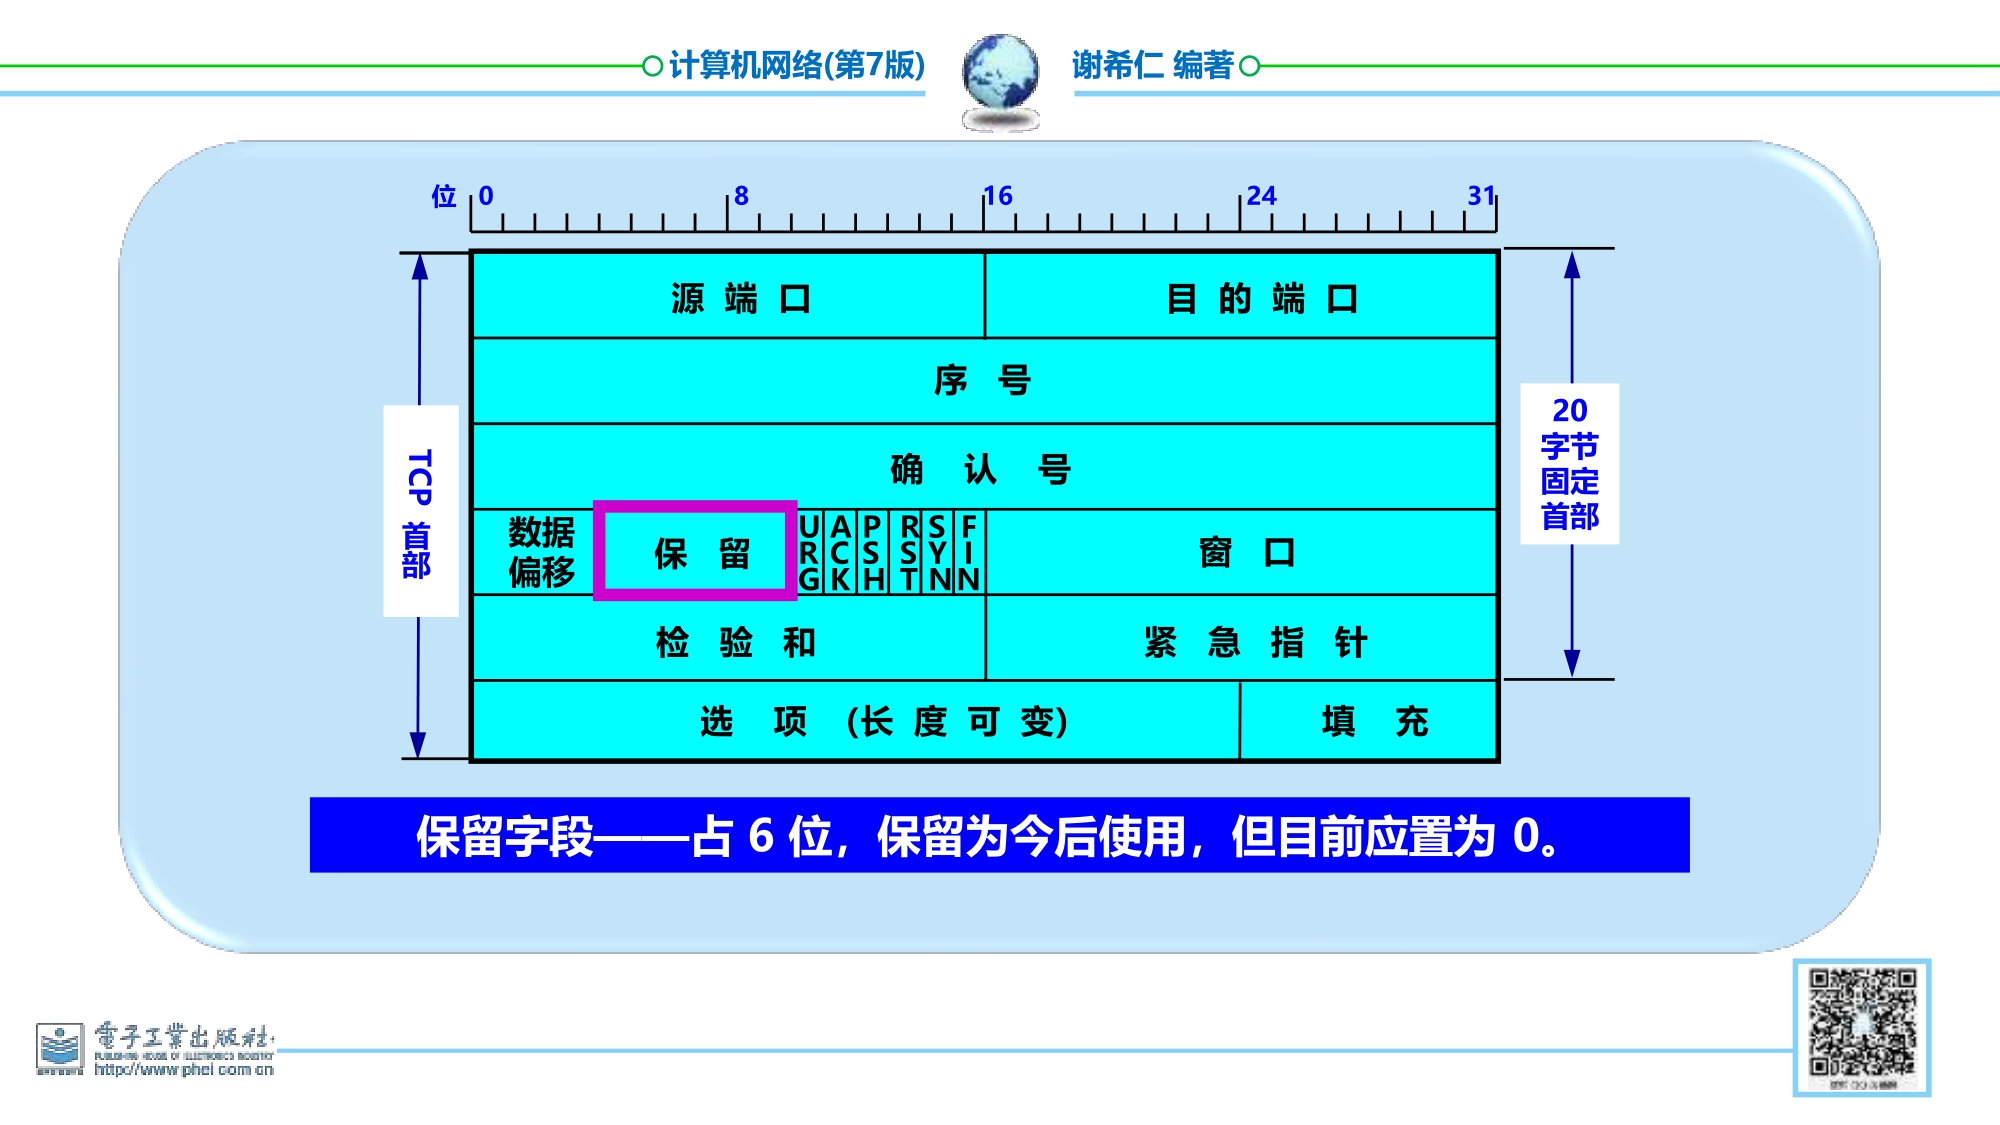 计算机网络(第7版)
谢希仁 编著
位 0 8 16 24 31
源 端 口
目 的 端 口
序 号
确 认 号
数据
偏移
保 留
URG
ACK
PSH
RST
SYN
FIN
窗 口
检 验 和
紧 急 指 针
选 项 (长 度 可 变)
填 充
TCP 首部
20
字节
固定
首部
保留字段——占 6 位，保留为今后使用，但目前应置为 0。
電子工業出版社
PUBLISHING HOUSE OF ELECTRONICS INDUSTRY
http://www.phei.com.cn